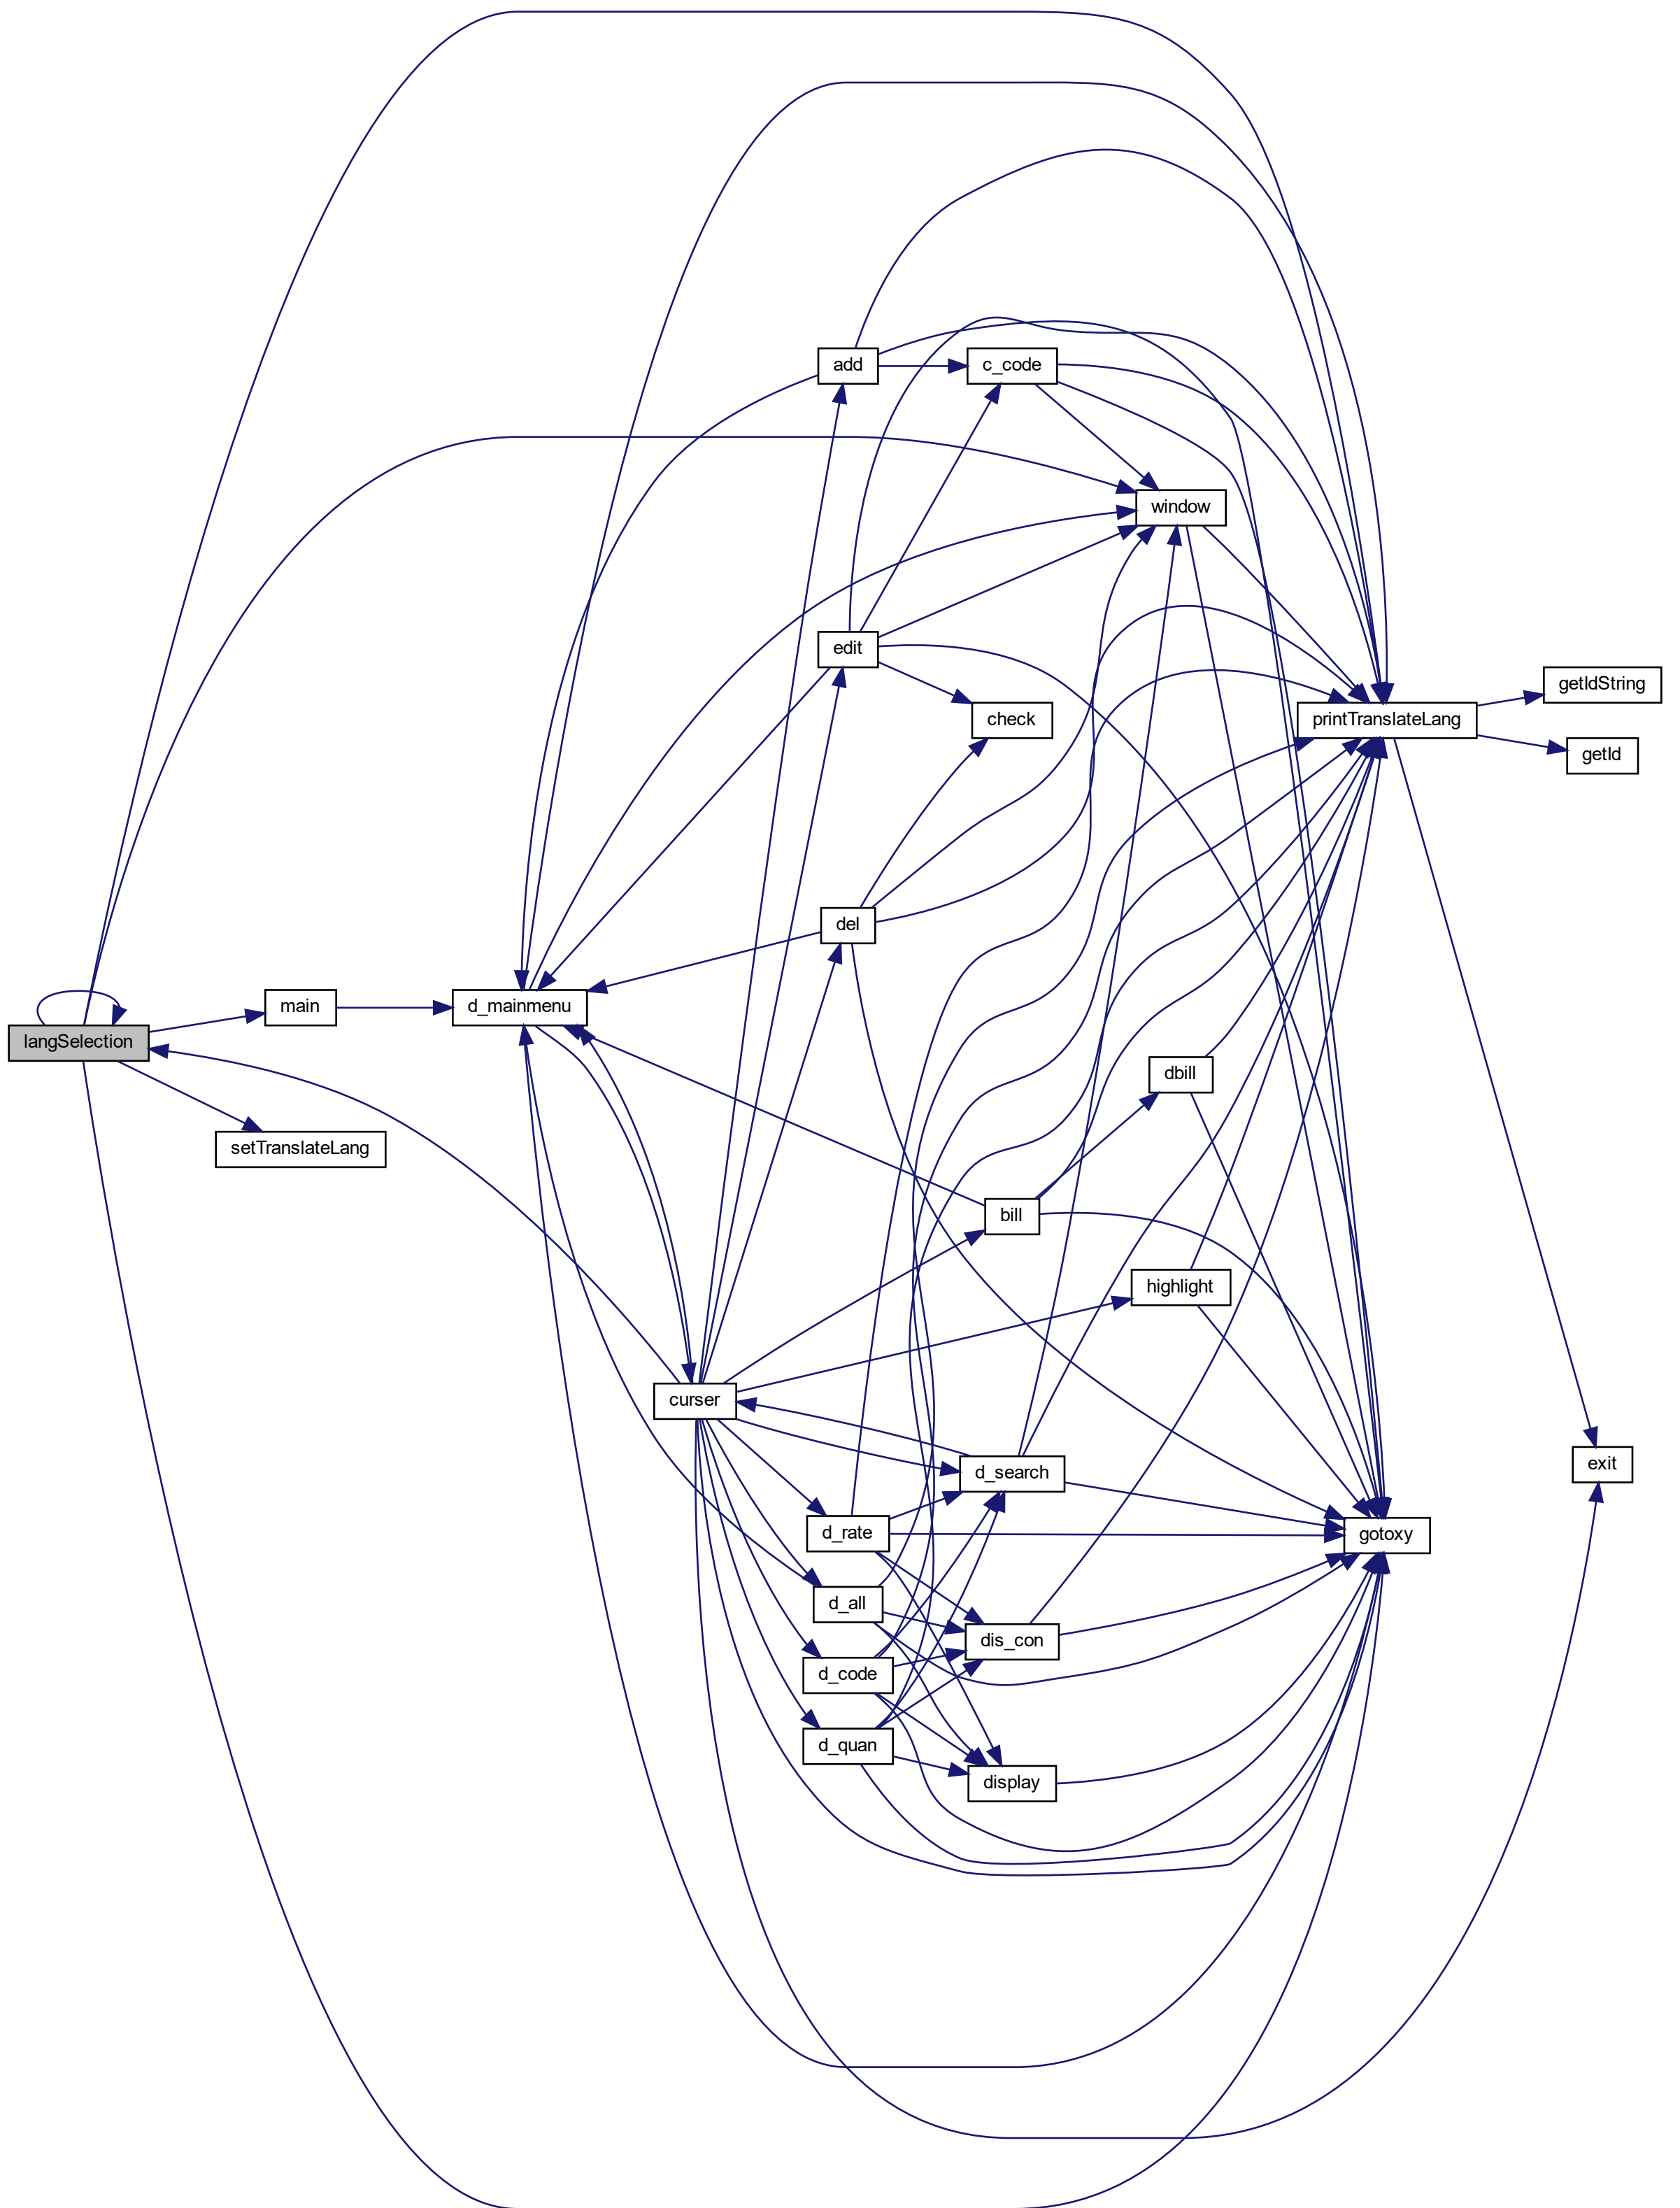 langSelection
main
setTranslateLang
d_mainmenu
curser
add
edit
del
d_rate
d_all
d_code
d_quan
c_code
check
bill
d_search
dis_con
display
window
dbill
highlight
printTranslateLang
gotoxy
getIdString
getId
exit